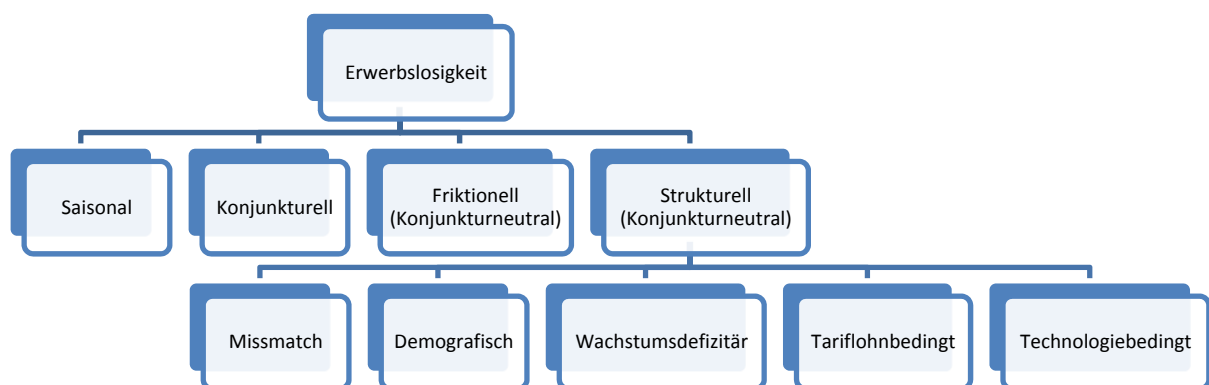 Erwerbslosigkeit
Saisonal
Konjunkturell
Friktionell
(Konjunkturneutral)
Strukturell
(Konjunkturneutral)
Missmatch
Demografisch
Wachstumsdefizitär
Tariflohnbedingt
Technologiebedingt